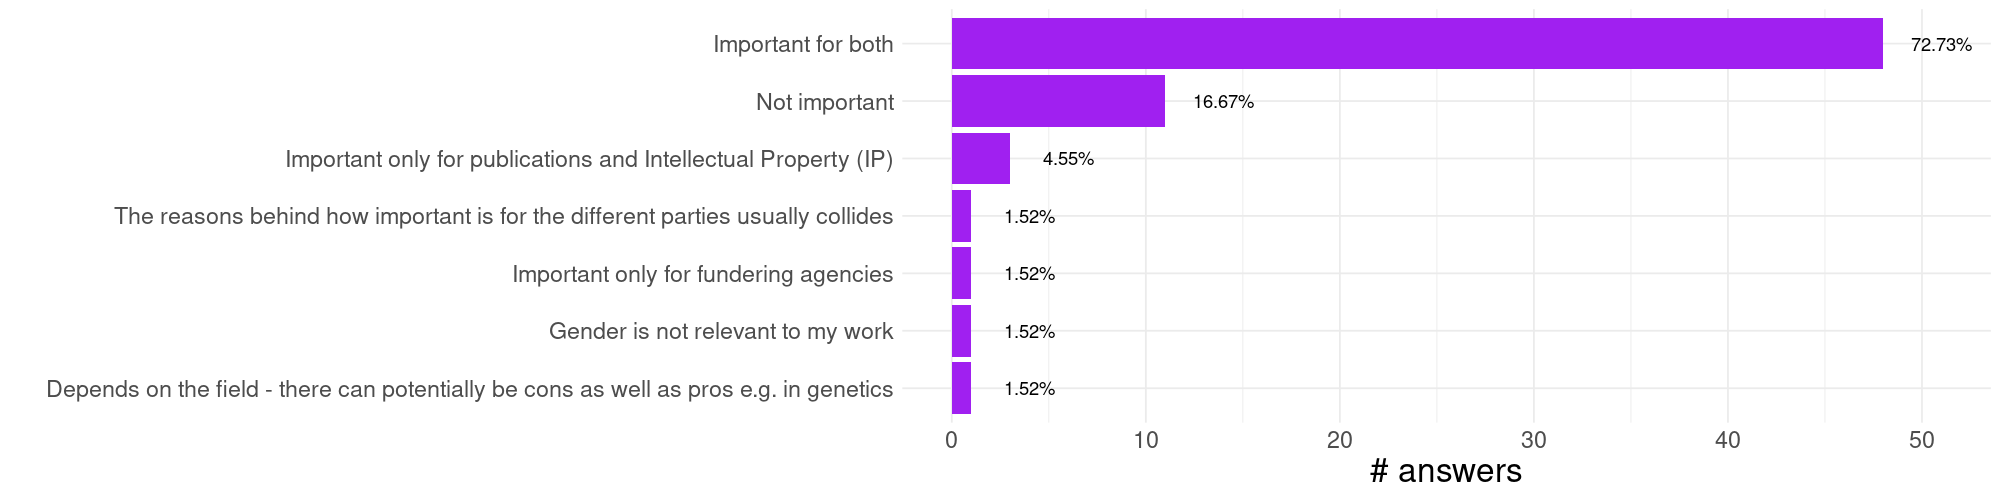 Important for both 72.73%
Not important 16.67%
Important only for publications and Intellectual Property (IP) 4.55%
The reasons behind how important is for the different parties usually collides 1.52%
Important only for fundering agencies 1.52%
Gender is not relevant to my work 1.52%
Depends on the field - there can potentially be cons as well as pros e.g. in genetics 1.52%
0 10 20 30 40 50
# answers